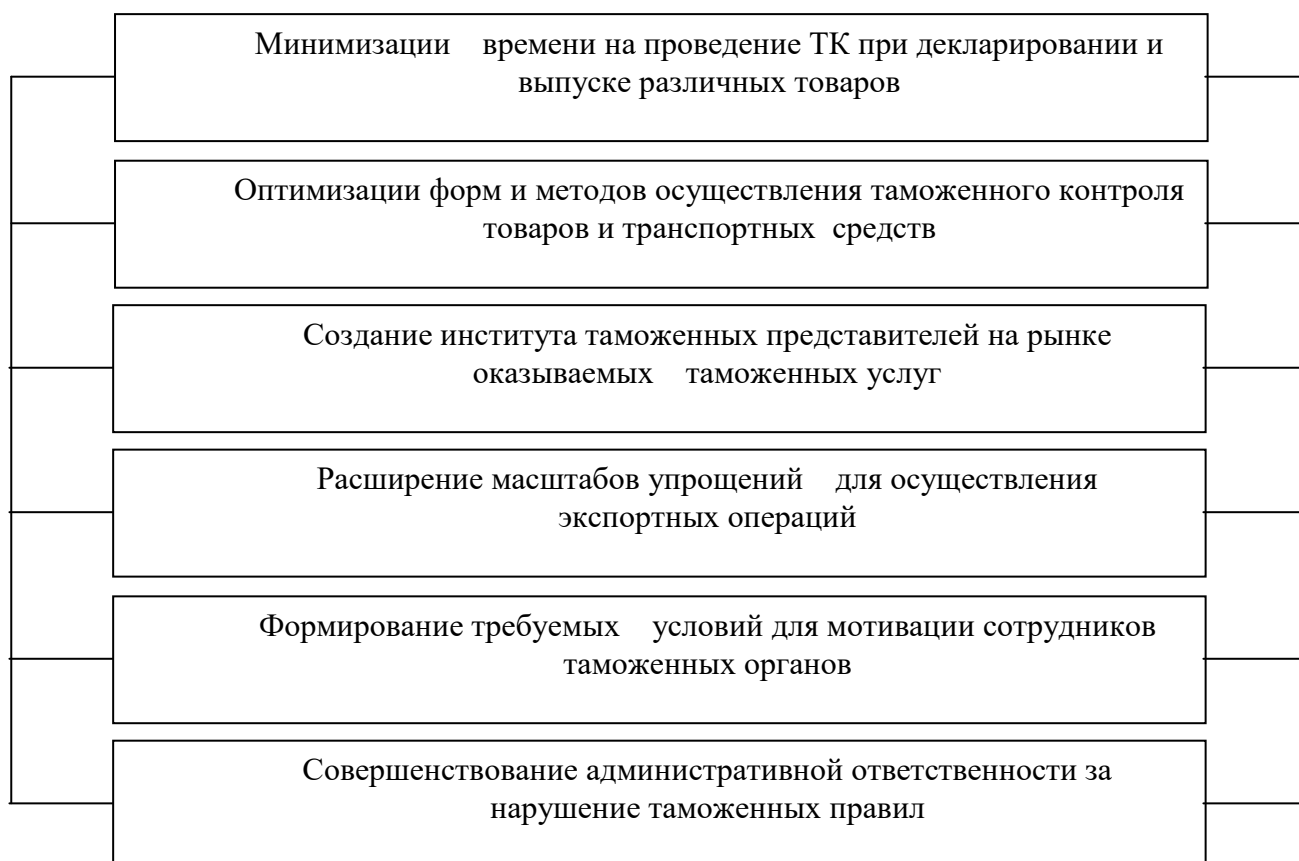 Минимизации времени на проведение ТК при декларировании и
выпуске различных товаров
Оптимизации форм и методов осуществления таможенного контроля
товаров и транспортных средств
Создание института таможенных представителей на рынке
оказываемых таможенных услуг
Расширение масштабов упрощений для осуществления
экспортных операций
Формирование требуемых условий для мотивации сотрудников
таможенных органов
Совершенствование административной ответственности за
нарушение таможенных правил